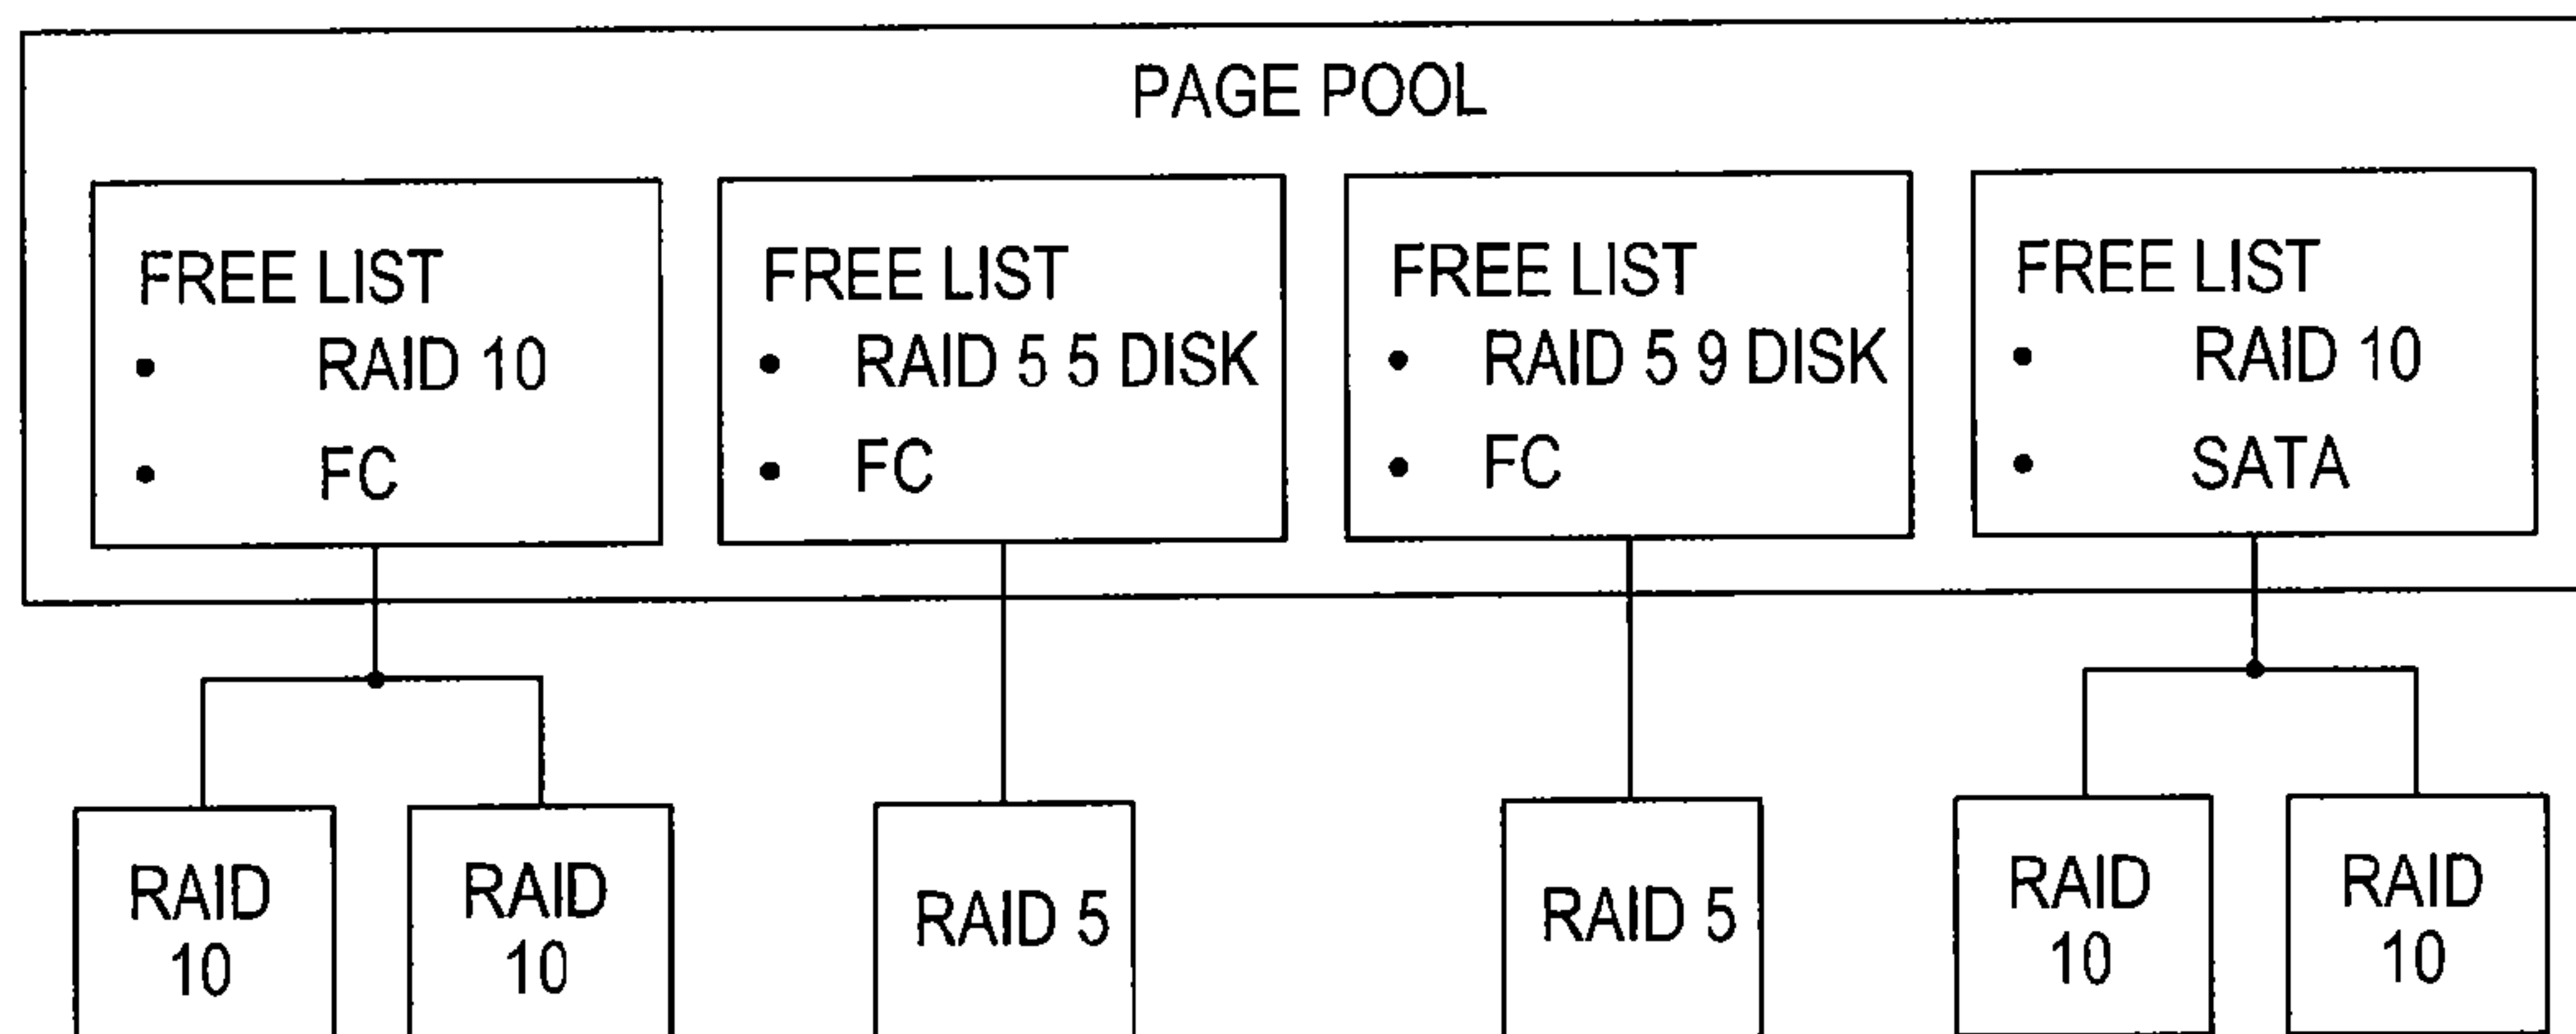 PAGE POOL
FREE LIST
• RAID 10
• FC
FREE LIST
• RAID 5 5 DISK
• FC
FREE LIST
• RAID 5 9 DISK
• FC
FREE LIST
• RAID 10
• SATA
RAID
10
RAID
10
RAID 5
RAID 5
RAID
10
RAID
10